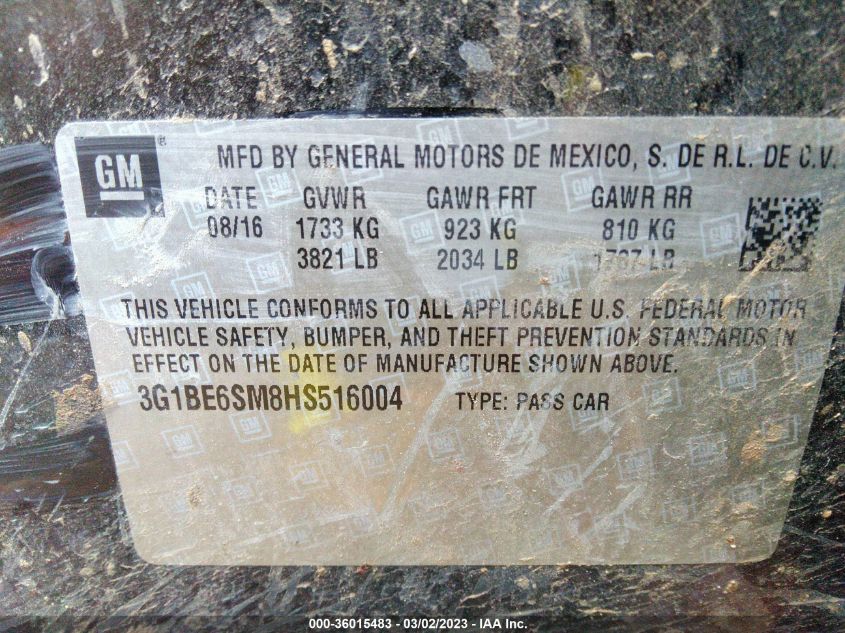 GM ® MFD BY GENERAL MOTORS DE MEXICO, S. DE R.L. DE C.V.
DATE GVWR GAWR FRT GAWR RR
08/16 1733 KG 923 KG 810 KG
3821 LB 2034 LB 1787 LB
THIS VEHICLE CONFORMS TO ALL APPLICABLE U.S. FEDERAL MOTOR
VEHICLE SAFETY, BUMPER, AND THEFT PREVENTION STANDARDS IN
EFFECT ON THE DATE OF MANUFACTURE SHOWN ABOVE.
3G1BE6SM8HS516004 TYPE: PASS CAR
000-36015483 - 03/02/2023 - IAA Inc.